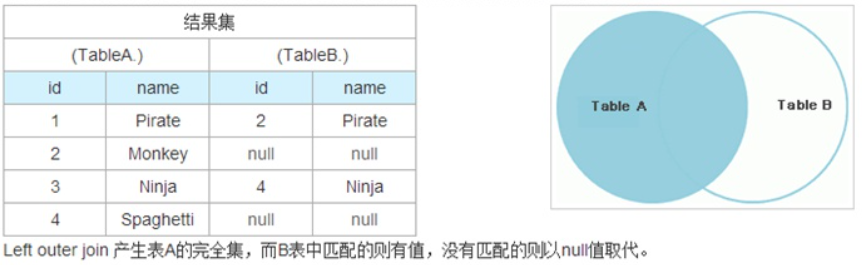 结果集
(TableA.) (TableB.)
id name id name
1 Pirate 2 Pirate
2 Monkey null null
3 Ninja 4 Ninja
4 Spaghetti null null
Table A Table B
Left outer join 产生表A的完全集，而B表中匹配的则有值，没有匹配的则以null值取代。